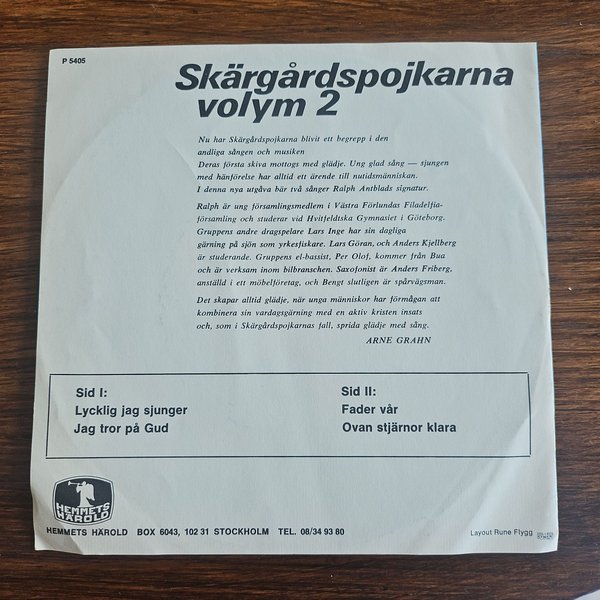 P 5405
Skärgårdspojkarna
volym 2
Nu har Skärgårdspojkarna blivit ett begrepp i den
andliga sången och musiken
Deras första skiva mottogs med glädje. Ung glad sång — sjungen
med hänförelse har alltid ett ärende till nutidsmänniskan.
I denna nya utgåva bär två sånger Ralph Antblads signatur.
Ralph är ung församlingsmedlem i Västra Förlundas Filadelfia-
församling och studerar vid Hvitfeldtska Gymnasiet i Göteborg.
Gruppens andre dragspelare Lars Inge har sin dagliga
gärning på sjön som yrkesfiskare. Lars Göran, och Anders Kjellberg
är studerande. Gruppens el-bassist, Per Olof, kommer från Bua
och är verksam inom bilbranschen. Saxofonist är Anders Friberg,
anställd i ett möbelföretag, och Bengt slutligen är spårvägsman.
Det skapar alltid glädje, när unga människor har förmågan att
kombinera sin vardagsgärning med en aktiv kristen insats
och, som i Skärgårdspojkarnas fall, sprida glädje med sång.
ARNE GRAHN
Sid I:
Lycklig jag sjunger
Jag tror på Gud
Sid II:
Fader vår
Ovan stjärnor klara
HEMMETS
HÄROLD
HEMMETS HÄROLD BOX 6043, 102 31 STOCKHOLM TEL. 08/34 93 80
Layout Rune Flygg